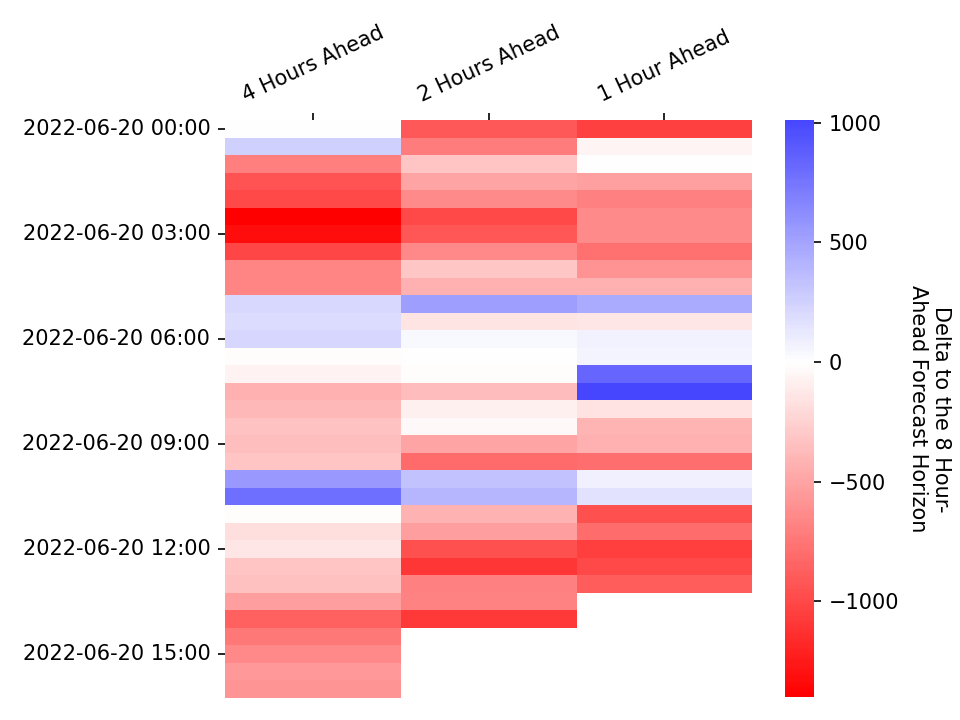 4 Hours Ahead
2 Hours Ahead
1 Hour Ahead
2022-06-20 00:00
2022-06-20 03:00
2022-06-20 06:00
2022-06-20 09:00
2022-06-20 12:00
2022-06-20 15:00
1000
500
0
−500
−1000
Delta to the 8 Hour-
Ahead Forecast Horizon